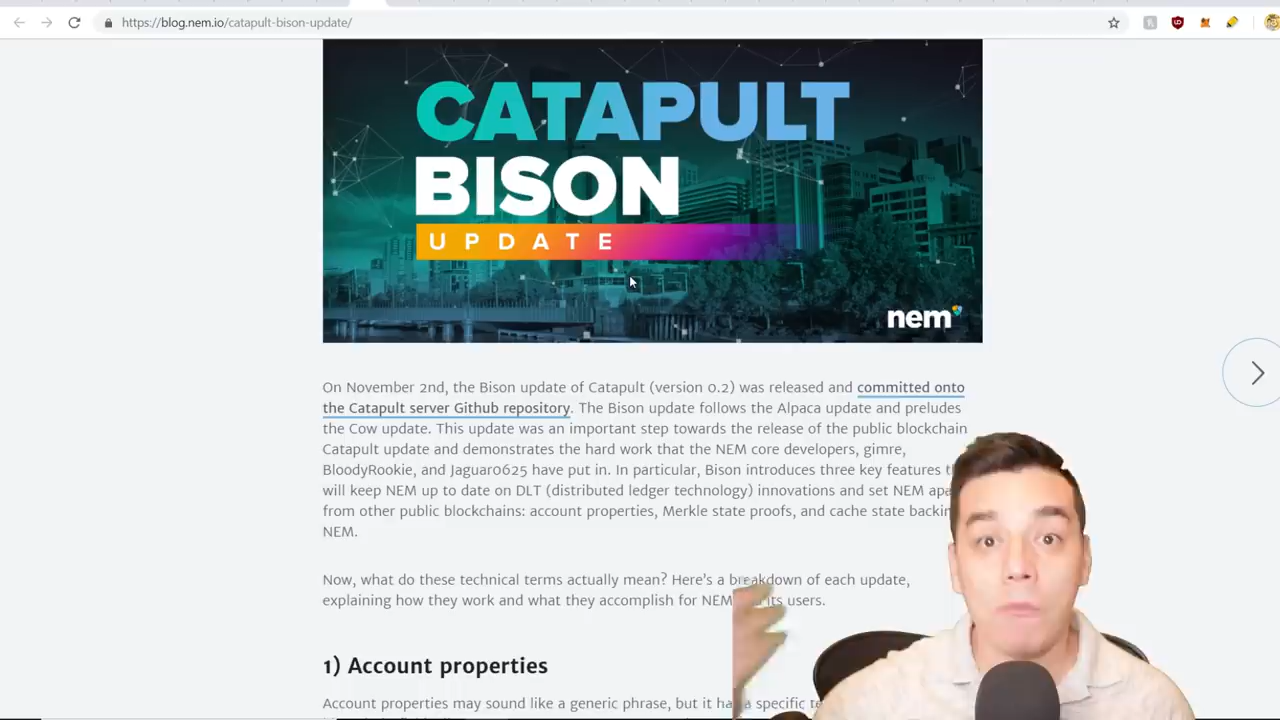 https://blog.nem.io/catapult-bison-update/
CATAPULT
BISON
UPDATE
nem
On November 2nd, the Bison update of Catapult (version 0.2) was released and committed onto
the Catapult server Github repository. The Bison update follows the Alpaca update and preludes
the Cow update. This update was an important step towards the release of the public blockchain
Catapult update and demonstrates the hard work that the NEM core developers, gimre,
BloodyRookie, and Jaguar0625 have put in. In particular, Bison introduces three key features
will keep NEM up to date on DLT (distributed ledger technology) innovations and set NEM
from other public blockchains: account properties, Merkle state proofs, and cache state
NEM.
Now, what do these technical terms actually mean? Here's a breakdown of each update,
explaining how they work and what they accomplish for NEM its users.
1) Account properties
Account properties may sound like a generic phrase, but it has a specific